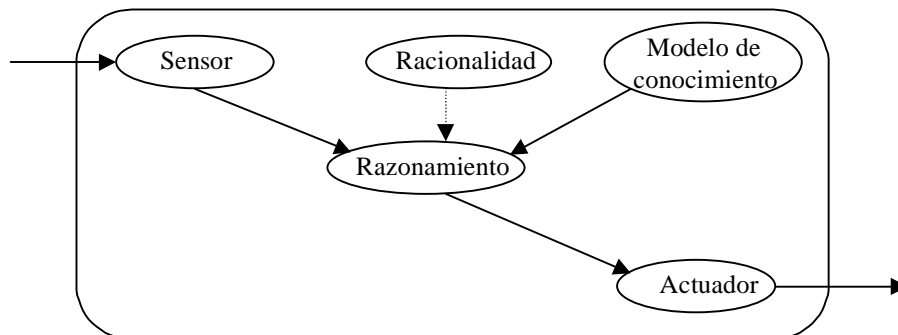 Sensor
Racionalidad
Modelo de
conocimiento
Razonamiento
Actuador